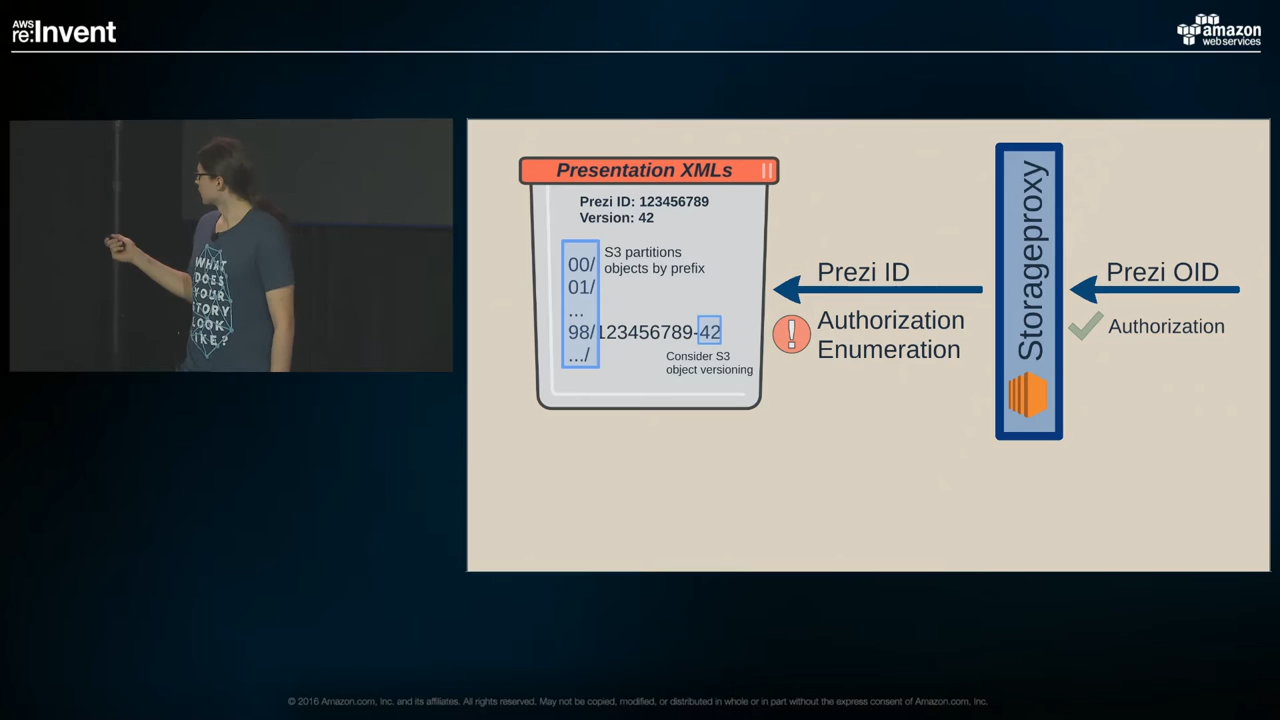 AWS
re:Invent
amazon
web services
WHAT
DOES
YOUR
STORY
LOOK
LIKE?
Presentation XMLs
Prezi ID: 123456789
Version: 42
S3 partitions
objects by prefix
00/
01/
...
98/123456789-42
.../
Consider S3
object versioning
Prezi ID
Authorization
Enumeration
Storageproxy
Prezi OID
Authorization
© 2016 Amazon.com, Inc. and its affiliates. All rights reserved. May not be copied, modified, or distributed in whole or in part without the express consent of Amazon.com, Inc.